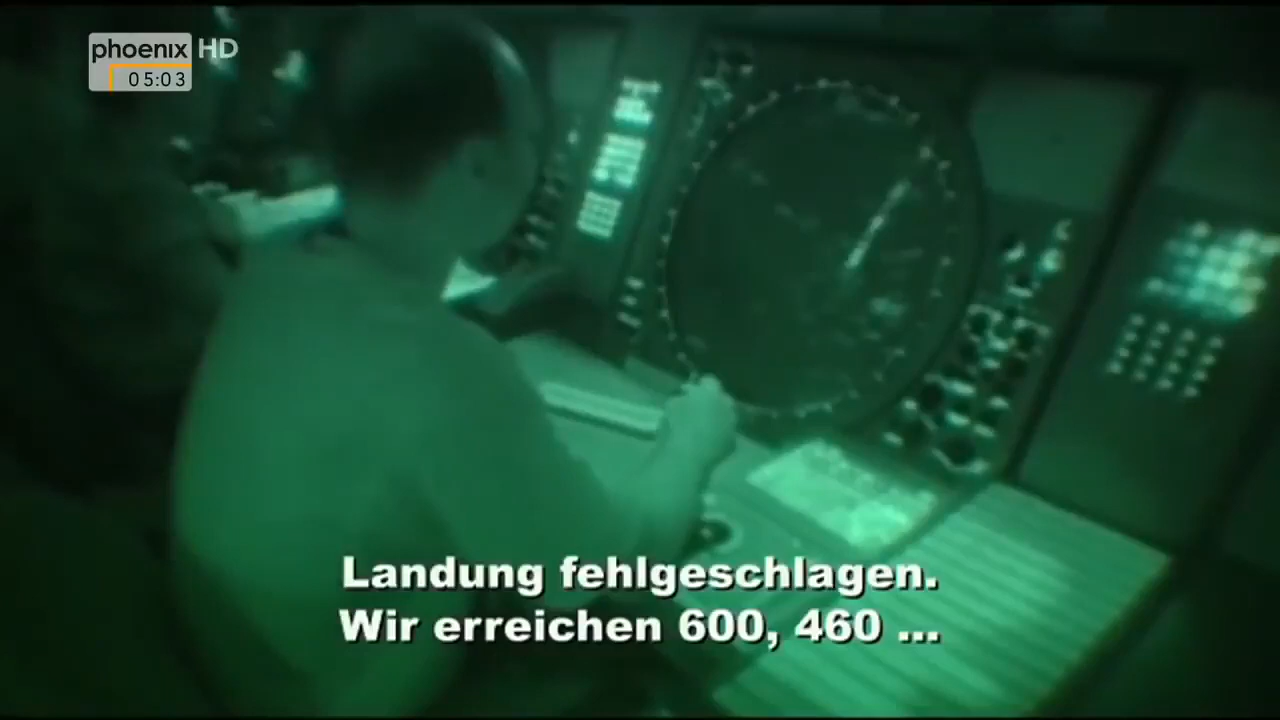 phoenix HD
05:03
Landung fehlgeschlagen.
Wir erreichen 600, 460 ...